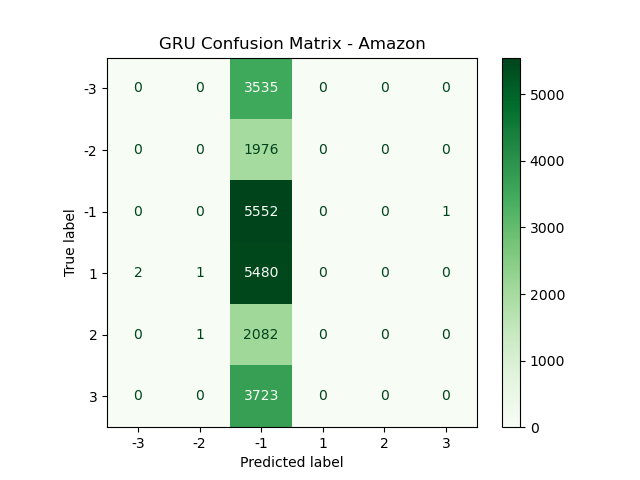 GRU Confusion Matrix - Amazon
-3 0 0 3535 0 0 0
-2 0 0 1976 0 0 0
-1 0 0 5552 0 0 1
1 2 1 5480 0 0 0
2 0 1 2082 0 0 0
3 0 0 3723 0 0 0
-3 -2 -1 1 2 3
Predicted label
True label
5000
4000
3000
2000
1000
0